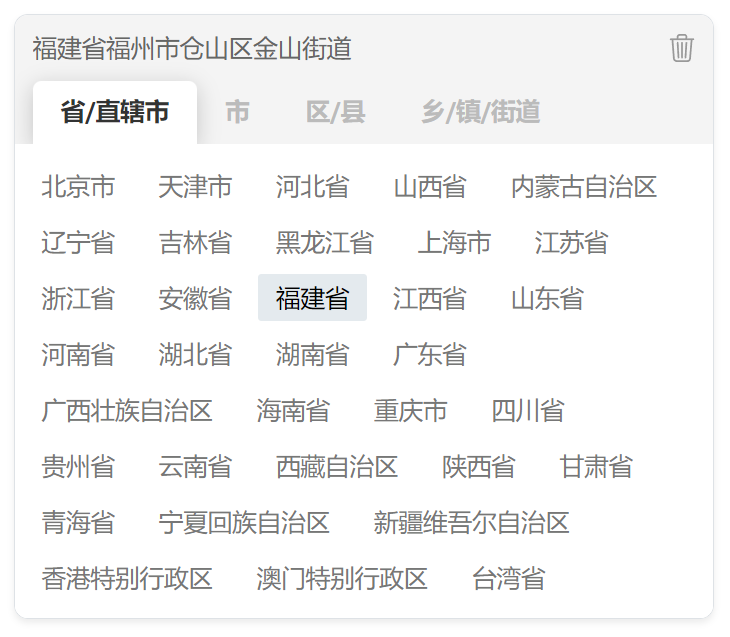 福建省福州市仓山区金山街道
省/直辖市 市 区/县 乡/镇/街道
北京市 天津市 河北省 山西省 内蒙古自治区
辽宁省 吉林省 黑龙江省 上海市 江苏省
浙江省 安徽省 福建省 江西省 山东省
河南省 湖北省 湖南省 广东省
广西壮族自治区 海南省 重庆市 四川省
贵州省 云南省 西藏自治区 陕西省 甘肃省
青海省 宁夏回族自治区 新疆维吾尔自治区
香港特别行政区 澳门特别行政区 台湾省